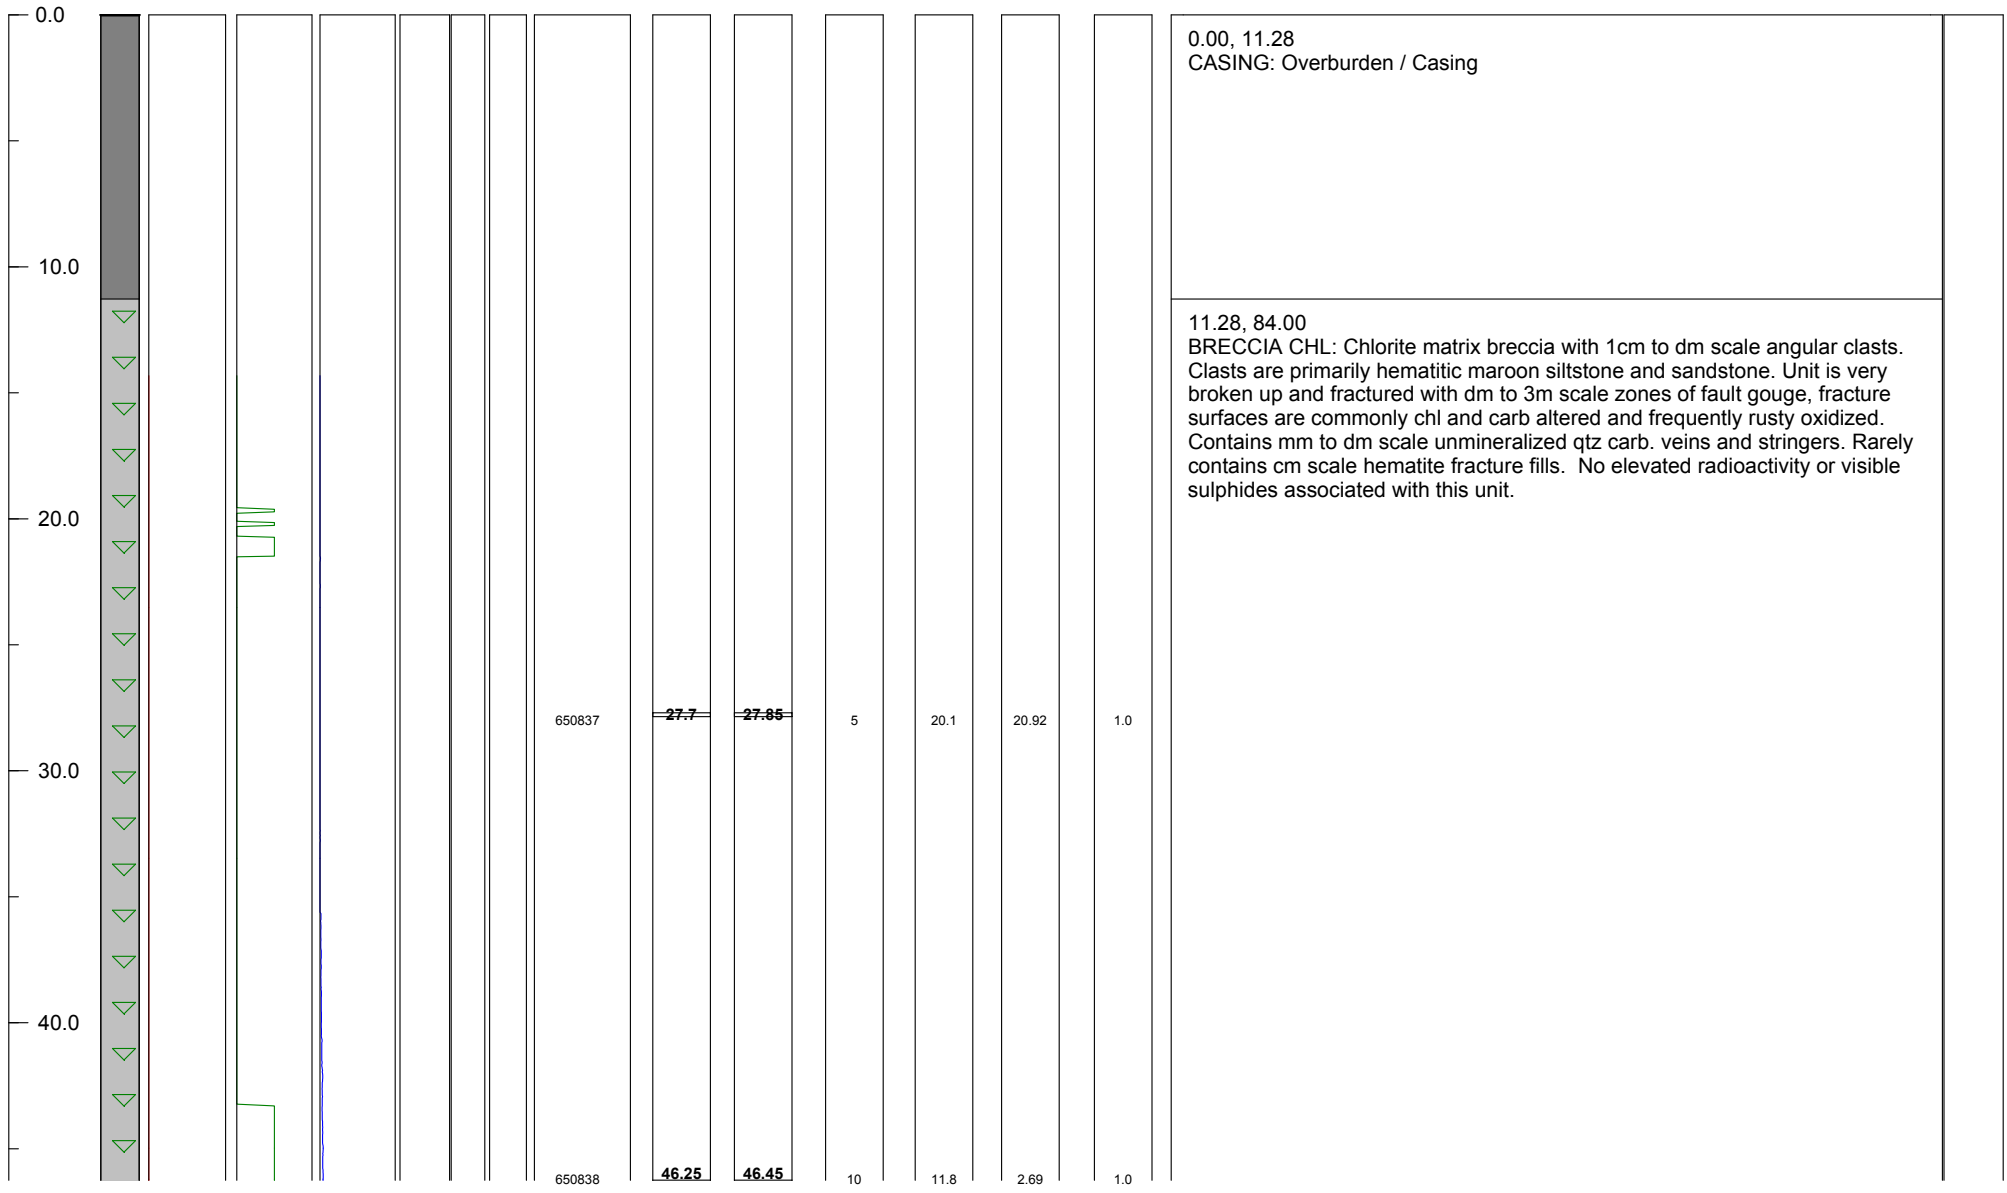 0.0
0.00, 11.28
CASING: Overburden / Casing
10.0
11.28, 84.00
BRECCIA CHL: Chlorite matrix breccia with 1cm to dm scale angular clasts.
Clasts are primarily hematitic maroon siltstone and sandstone. Unit is very
broken up and fractured with dm to 3m scale zones of fault gouge, fracture
surfaces are commonly chl and carb altered and frequently rusty oxidized.
Contains mm to dm scale unmineralized qtz carb. veins and stringers. Rarely
contains cm scale hematite fracture fills.  No elevated radioactivity or visible
sulphides associated with this unit.
20.0
650837 27.7 27.85 5 20.1 20.92 1.0
30.0
40.0
650838 46.25 46.45 10 11.8 2.69 1.0